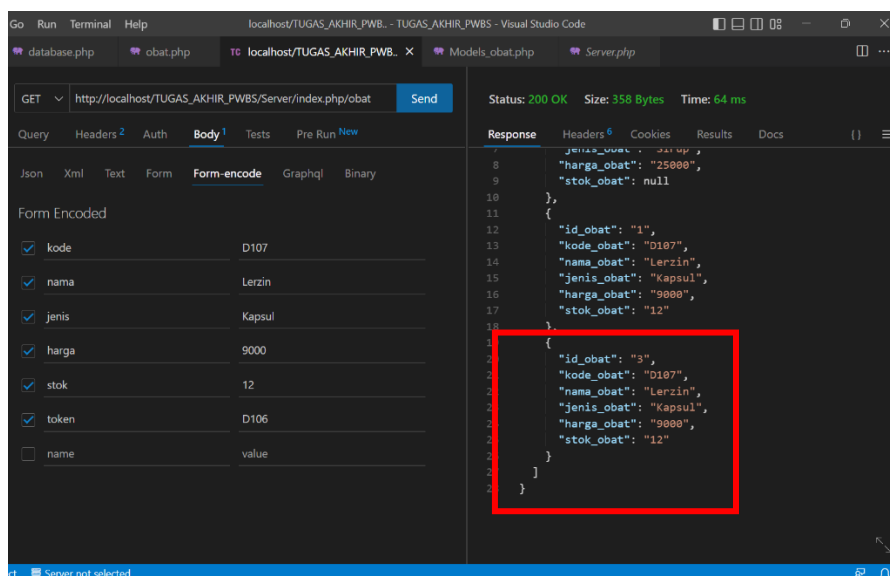 Go Run Terminal Help localhost/TUGAS_AKHIR_PWB.. - TUGAS_AKHIR_PWBS - Visual Studio Code
database.php obat.php TC localhost/TUGAS_AKHIR_PWB.. Models_obat.php Server.php
GET http://localhost/TUGAS_AKHIR_PWBS/Server/index.php/obat Send
Query Headers 2 Auth Body 1 Tests Pre Run New
Json Xml Text Form Form-encode Graphql Binary
Form Encoded
kode D107
nama Lerzin
jenis Kapsul
harga 9000
stok 12
token D106
name value
Status: 200 OK Size: 358 Bytes Time: 64 ms
Response Headers 6 Cookies Results Docs {}
7 "jenis_obat": "Sirup",
8 "harga_obat": "25000",
9 "stok_obat": null
10 },
11 {
12 "id_obat": "1",
13 "kode_obat": "D107",
14 "nama_obat": "Lerzin",
15 "jenis_obat": "Kapsul",
16 "harga_obat": "9000",
17 "stok_obat": "12"
18 },
{
"id_obat": "3",
"kode_obat": "D107",
"nama_obat": "Lerzin",
"jenis_obat": "Kapsul",
"harga_obat": "9000",
"stok_obat": "12"
}
]
}
ct Server not selected